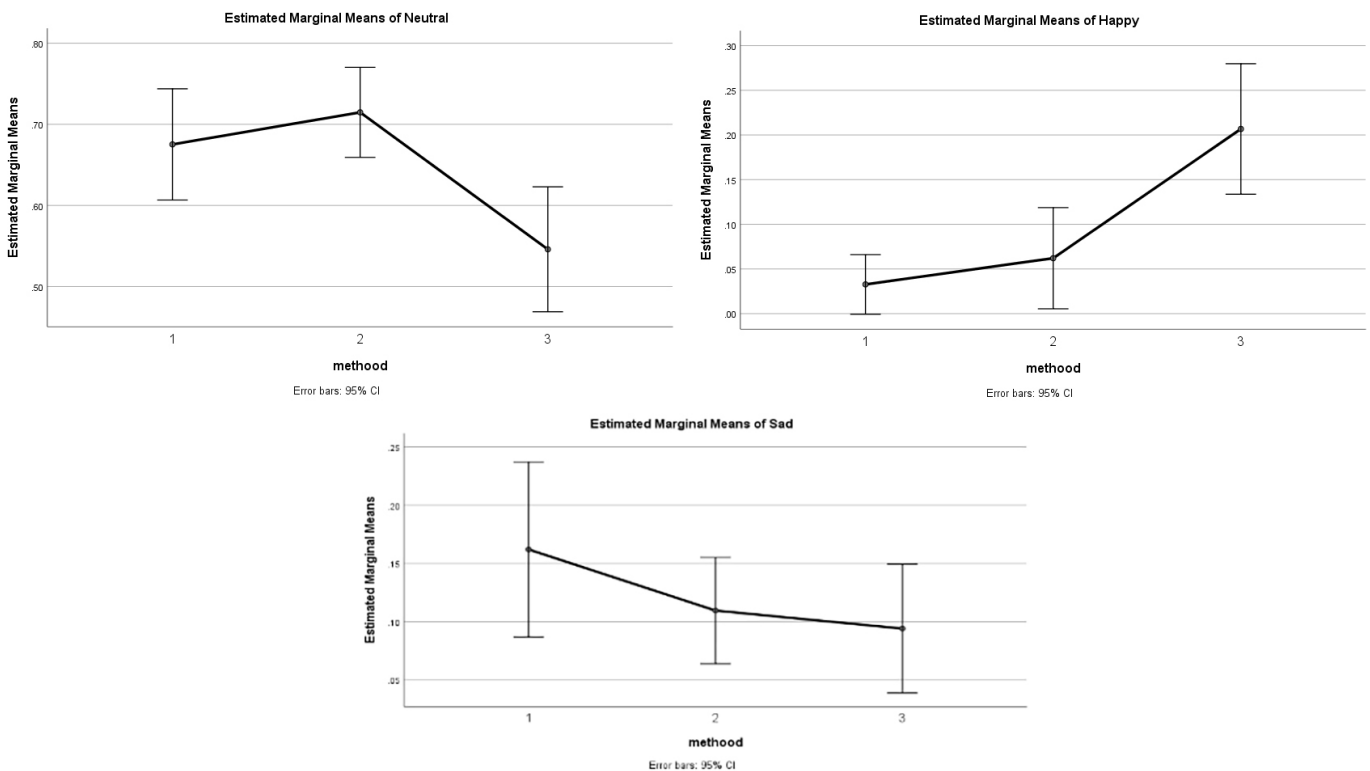 Estimated Marginal Means of Neutral
Estimated Marginal Means
.80
.70
.60
.50
1 2 3
methood
Error bars: 95% CI
Estimated Marginal Means of Happy
Estimated Marginal Means
.30
.25
.20
.15
.10
.05
.00
1 2 3
methood
Error bars: 95% CI
Estimated Marginal Means of Sad
Estimated Marginal Means
.25
.20
.15
.10
.05
1 2 3
methood
Error bars: 95% CI